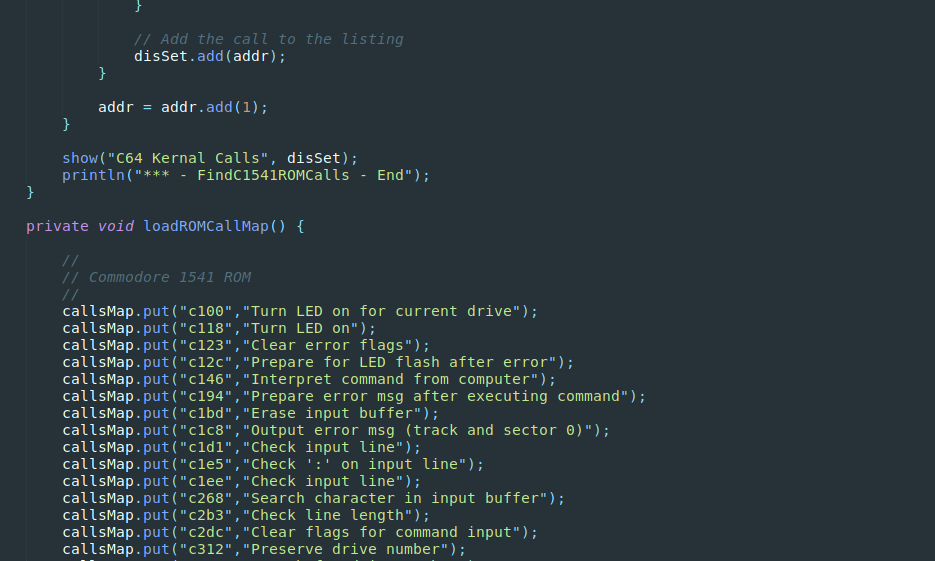 }
// Add the call to the listing
disSet.add(addr);
}
addr = addr.add(1);
}
show("C64 Kernal Calls", disSet);
println("*** - FindC1541ROMCalls - End");
}
private void loadROMCallMap() {
//
// Commodore 1541 ROM
//
callsMap.put("c100","Turn LED on for current drive");
callsMap.put("c118","Turn LED on");
callsMap.put("c123","Clear error flags");
callsMap.put("c12c","Prepare for LED flash after error");
callsMap.put("c146","Interpret command from computer");
callsMap.put("c194","Prepare error msg after executing command");
callsMap.put("c1bd","Erase input buffer");
callsMap.put("c1c8","Output error msg (track and sector 0)");
callsMap.put("c1d1","Check input line");
callsMap.put("c1e5","Check ':' on input line");
callsMap.put("c1ee","Check input line");
callsMap.put("c268","Search character in input buffer");
callsMap.put("c2b3","Check line length");
callsMap.put("c2dc","Clear flags for command input");
callsMap.put("c312","Preserve drive number");